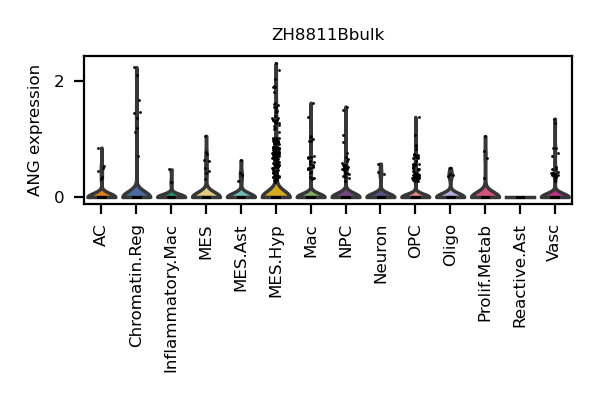 ZH8811Bbulk
ANG expression
2
0
AC
Chromatin.Reg
Inflammatory.Mac
MES
MES.Ast
MES.Hyp
Mac
NPC
Neuron
OPC
Oligo
Prolif.Metab
Reactive.Ast
Vasc